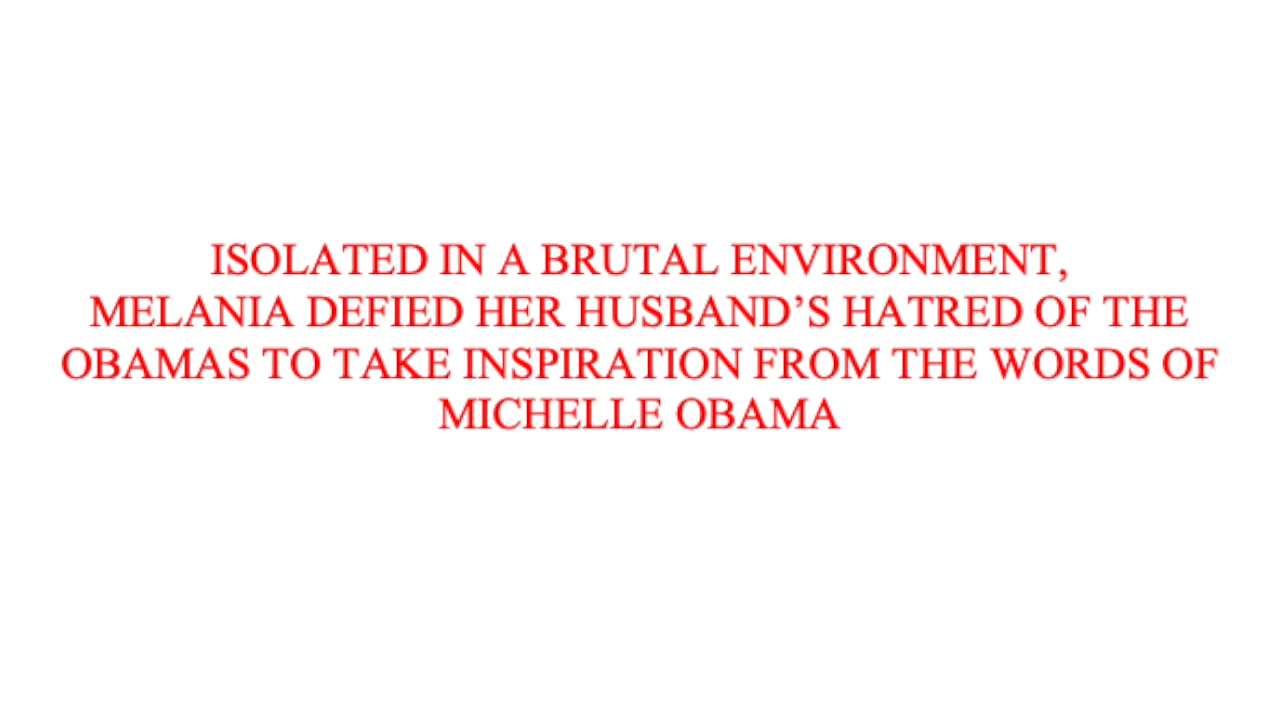 ISOLATED IN A BRUTAL ENVIRONMENT,
MELANIA DEFIED HER HUSBAND’S HATRED OF THE
OBAMAS TO TAKE INSPIRATION FROM THE WORDS OF
MICHELLE OBAMA